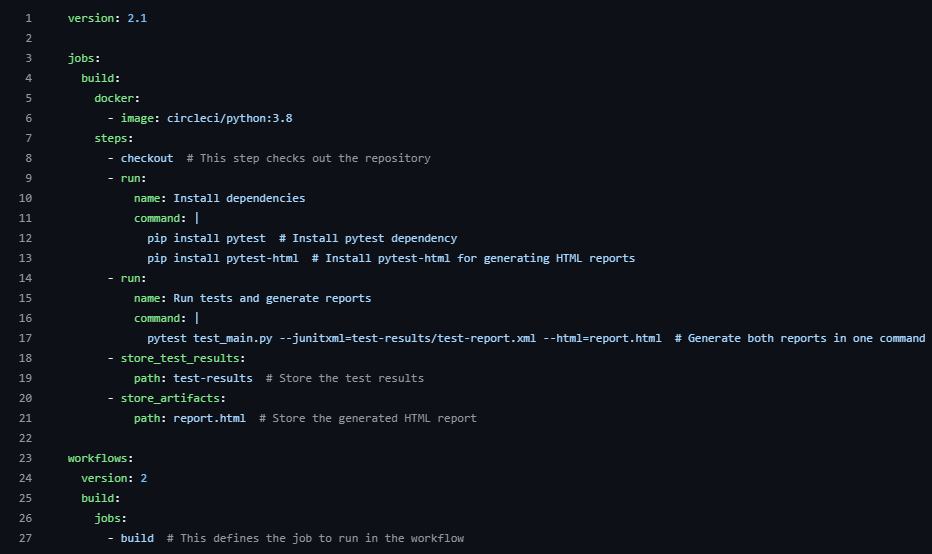 1 version: 2.1
2
3 jobs:
4   build:
5     docker:
6       - image: circleci/python:3.8
7     steps:
8       - checkout  # This step checks out the repository
9       - run:
10           name: Install dependencies
11           command: |
12             pip install pytest  # Install pytest dependency
13             pip install pytest-html  # Install pytest-html for generating HTML reports
14       - run:
15           name: Run tests and generate reports
16           command: |
17             pytest test_main.py --junitxml=test-results/test-report.xml --html=report.html  # Generate both reports in one command
18       - store_test_results:
19           path: test-results  # Store the test results
20       - store_artifacts:
21           path: report.html  # Store the generated HTML report
22
23 workflows:
24   version: 2
25   build:
26     jobs:
27       - build  # This defines the job to run in the workflow